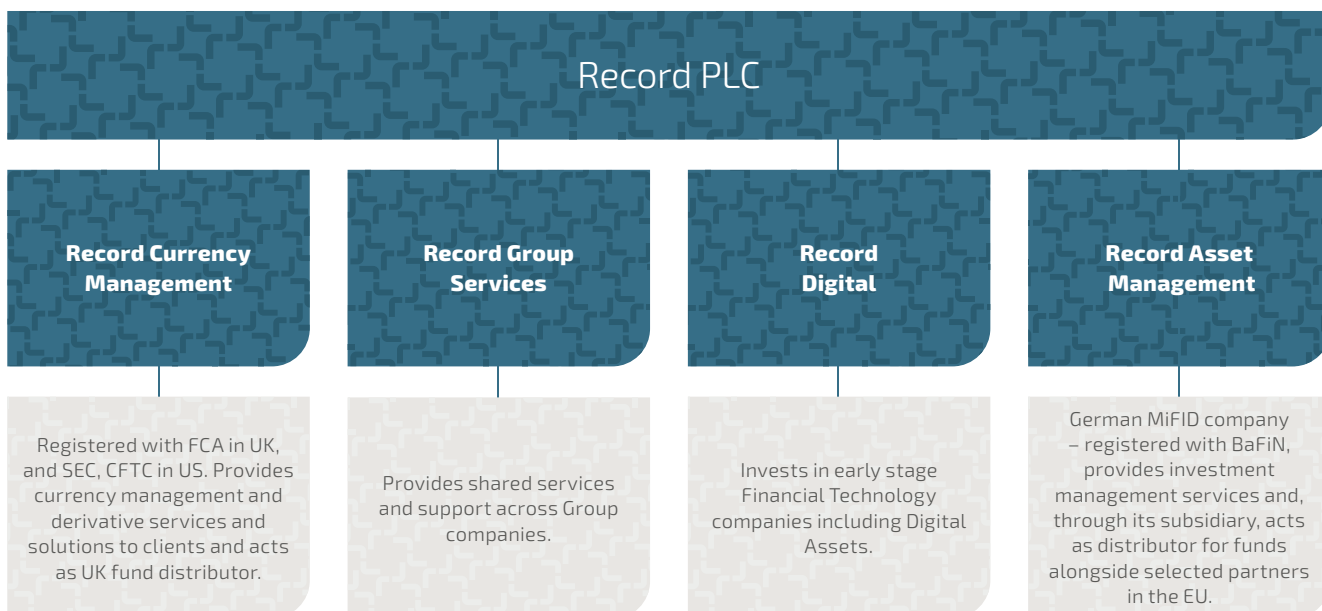 Record PLC
Record Currency
Management
Record Group
Services
Record
Digital
Record Asset
Management
Registered with FCA in UK,
and SEC, CFTC in US. Provides
currency management and
derivative services and
solutions to clients and acts
as UK fund distributor.
Provides shared services
and support across Group
companies.
Invests in early stage
Financial Technology
companies including Digital
Assets.
German MiFID company
– registered with BaFiN,
provides investment
management services and,
through its subsidiary, acts
as distributor for funds
alongside selected partners
in the EU.